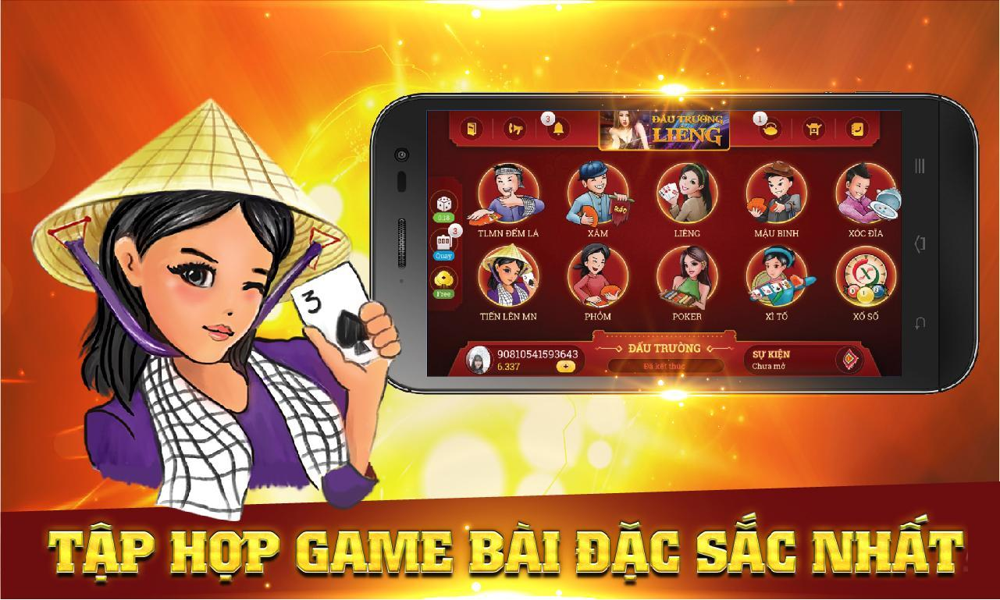 3
ĐẤU TRƯỜNG
LIÊNG
1
TLMN ĐẾM LÁ
XÂM
LIÊNG
MẬU BINH
XÓC ĐĨA
BÁO
0:18
3
Quay
Free
TIẾN LÊN MN
PHỎM
POKER
XÌ TỐ
XỔ SỐ
3
90810541593643
6.337
+
ĐẤU TRƯỜNG
Đã kết thúc
SỰ KIỆN
Chưa mở
TẬP HỢP GAME BÀI ĐẶC SẮC NHẤT